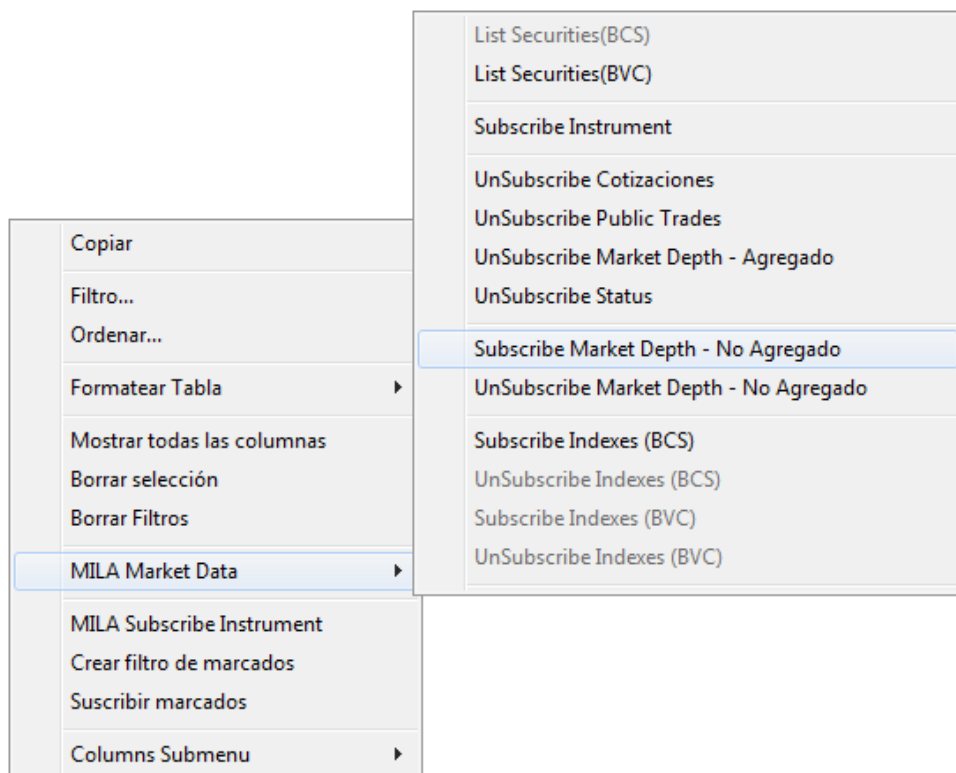 List Securities(BCS)
List Securities(BVC)
Subscribe Instrument
UnSubscribe Cotizaciones
UnSubscribe Public Trades
UnSubscribe Market Depth - Agregado
UnSubscribe Status
Subscribe Market Depth - No Agregado
UnSubscribe Market Depth - No Agregado
Subscribe Indexes (BCS)
UnSubscribe Indexes (BCS)
Subscribe Indexes (BVC)
UnSubscribe Indexes (BVC)
Copiar
Filtro...
Ordenar...
Formatear Tabla
Mostrar todas las columnas
Borrar selección
Borrar Filtros
MILA Market Data
MILA Subscribe Instrument
Crear filtro de marcados
Suscribir marcados
Columns Submenu